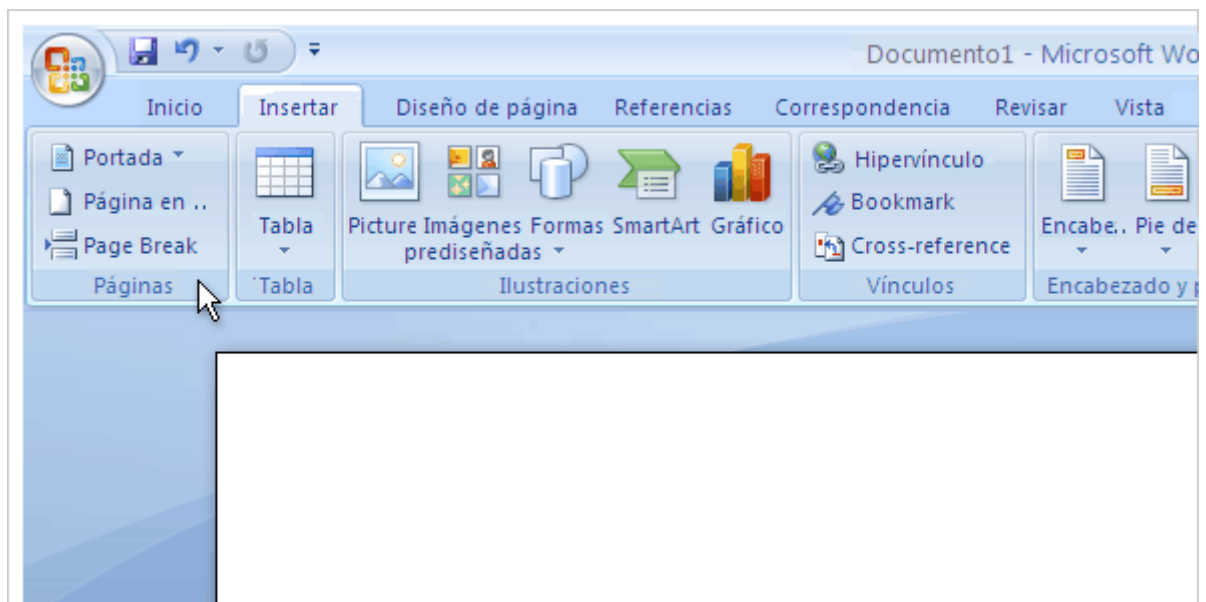 Documento1 - Microsoft Wo
Inicio Insertar Diseño de página Referencias Correspondencia Revisar Vista
Portada
Página en ..
Page Break
Páginas
Tabla
Tabla
Picture Imágenes prediseñadas Formas SmartArt Gráfico
Ilustraciones
Hipervínculo
Bookmark
Cross-reference
Vínculos
Encabe.. Pie de
Encabezado y p